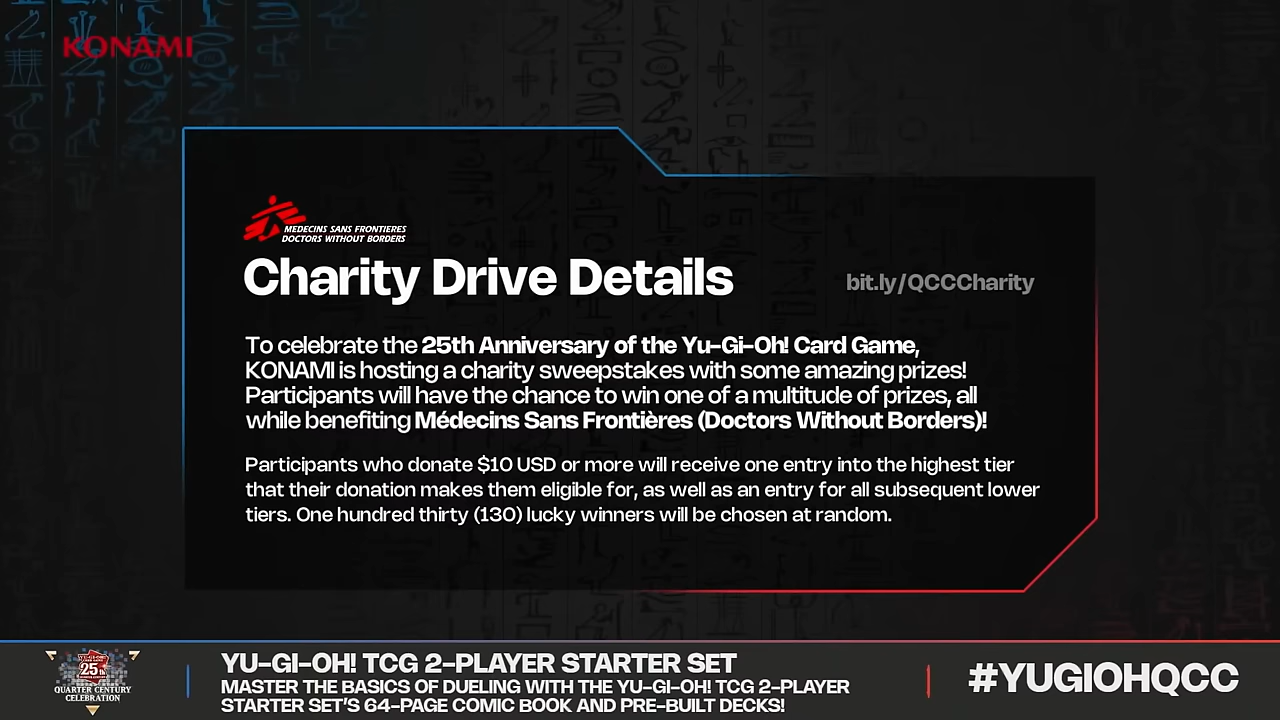 KONAMI
MEDECINS SANS FRONTIERES
DOCTORS WITHOUT BORDERS
Charity Drive Details
bit.ly/QCCCharity
To celebrate the 25th Anniversary of the Yu-Gi-Oh! Card Game,
KONAMI is hosting a charity sweepstakes with some amazing prizes!
Participants will have the chance to win one of a multitude of prizes, all
while benefiting Médecins Sans Frontières (Doctors Without Borders)!
Participants who donate $10 USD or more will receive one entry into the highest tier
that their donation makes them eligible for, as well as an entry for all subsequent lower
tiers. One hundred thirty (130) lucky winners will be chosen at random.
25th
QUARTER CENTURY
CELEBRATION
YU-GI-OH! TCG 2-PLAYER STARTER SET
MASTER THE BASICS OF DUELING WITH THE YU-GI-OH! TCG 2-PLAYER
STARTER SET'S 64-PAGE COMIC BOOK AND PRE-BUILT DECKS!
#YUGIOHQCC